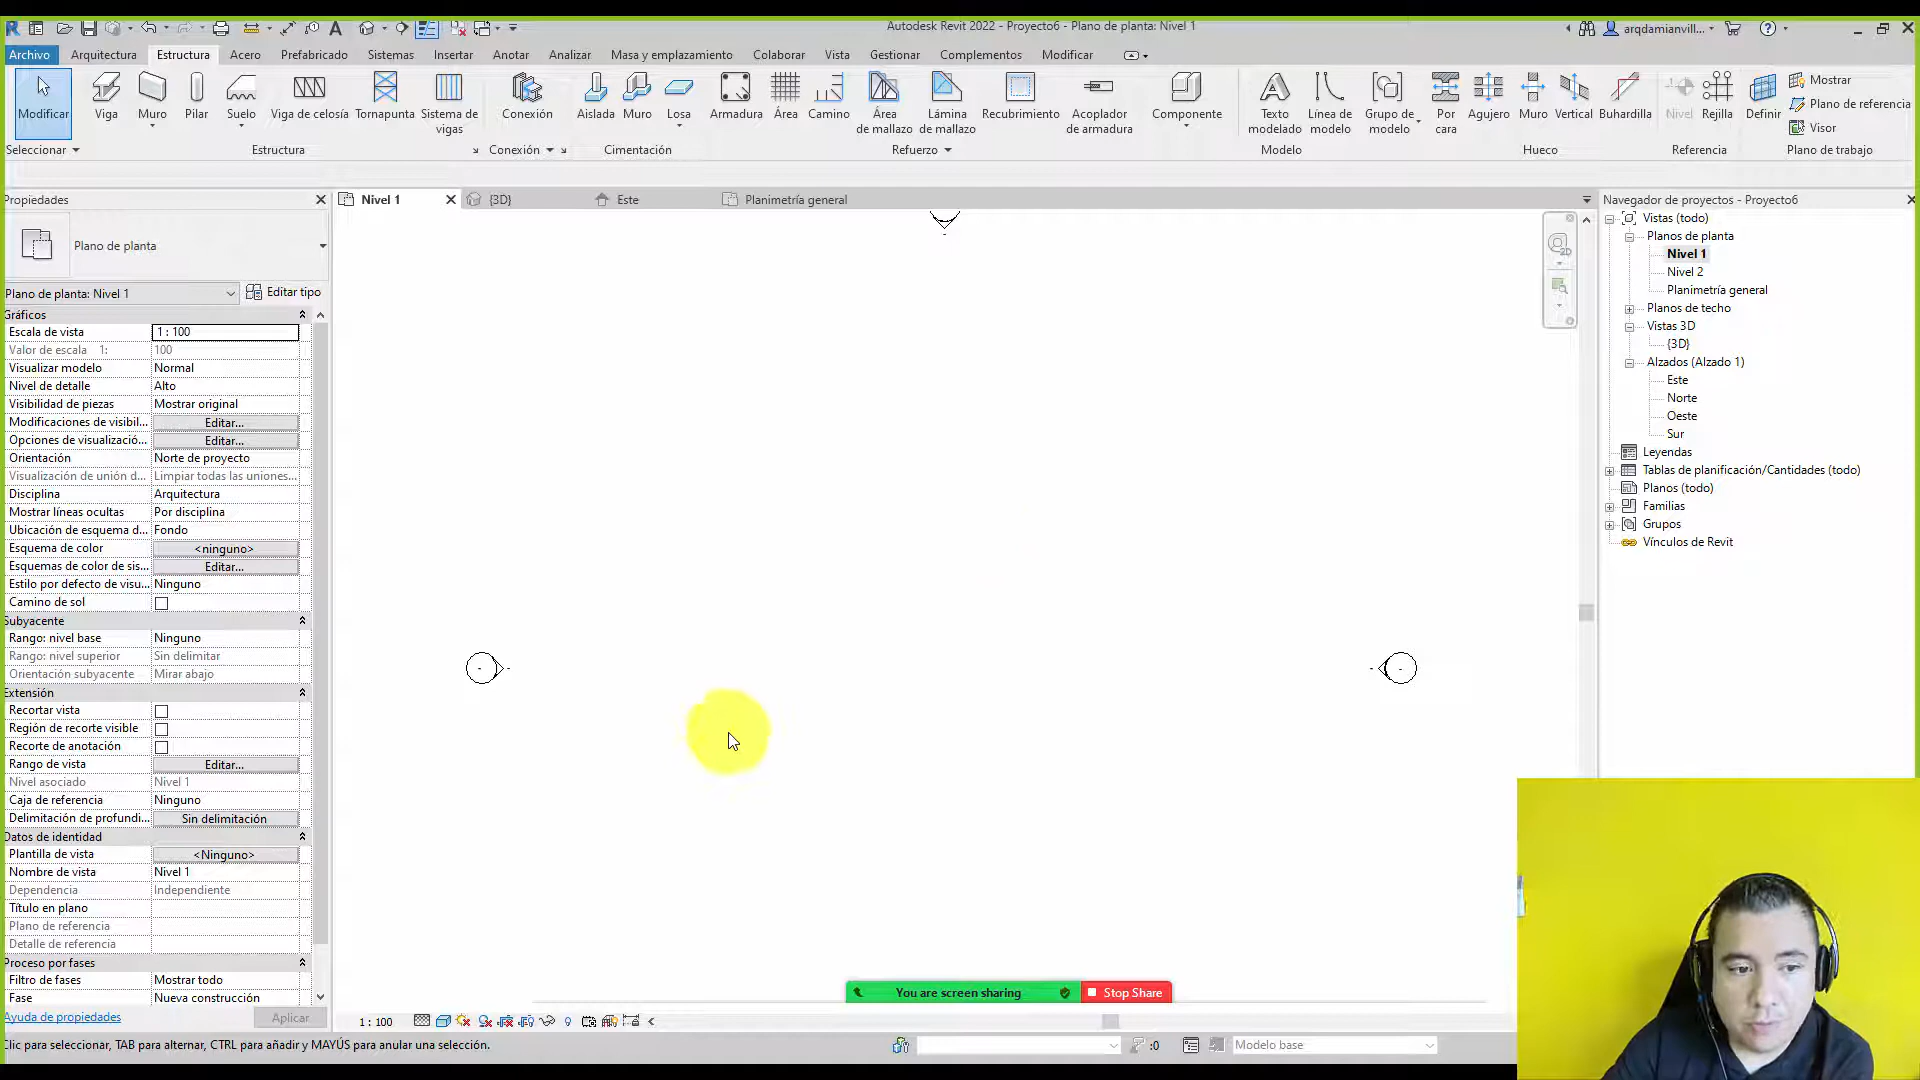 Autodesk Revit 2022 - Proyecto6 - Plano de planta: Nivel 1
arqdamianvill...
Archivo Arquitectura Estructura Acero Prefabricado Sistemas Insertar Anotar Analizar Masa y emplazamiento Colaborar Vista Gestionar Complementos Modificar
Modificar Viga Muro Pilar Suelo Viga de celosía Tornapunta Sistema de vigas Conexión Aislada Muro Losa Armadura Área Camino Área de mallazo Lámina de mallazo Recubrimiento Acoplador de armadura Componente Texto modelado Línea de modelo Grupo de modelo Por cara Agujero Muro Vertical Buhardilla Nivel Rejilla Definir
Mostrar
Plano de referencia
Visor
Seleccionar Estructura Conexión Cimentación Refuerzo Modelo Hueco Referencia Plano de trabajo
Propiedades
Nivel 1 {3D} Este Planimetría general
Navegador de proyectos - Proyecto6
Plano de planta
Plano de planta: Nivel 1 Editar tipo
Gráficos
Escala de vista 1 : 100
Valor de escala 1: 100
Visualizar modelo Normal
Nivel de detalle Alto
Visibilidad de piezas Mostrar original
Modificaciones de visibil... Editar...
Opciones de visualizació... Editar...
Orientación Norte de proyecto
Visualización de unión d... Limpiar todas las uniones...
Disciplina Arquitectura
Mostrar líneas ocultas Por disciplina
Ubicación de esquema d... Fondo
Esquema de color <ninguno>
Esquemas de color de sis... Editar...
Estilo por defecto de visu... Ninguno
Camino de sol
Subyacente
Rango: nivel base Ninguno
Rango: nivel superior Sin delimitar
Orientación subyacente Mirar abajo
Extensión
Recortar vista
Región de recorte visible
Recorte de anotación
Rango de vista Editar...
Nivel asociado Nivel 1
Caja de referencia Ninguno
Delimitación de profundi... Sin delimitación
Datos de identidad
Plantilla de vista <Ninguno>
Nombre de vista Nivel 1
Dependencia Independiente
Título en plano
Plano de referencia
Detalle de referencia
Proceso por fases
Filtro de fases Mostrar todo
Fase Nueva construcción
Ayuda de propiedades Aplicar
Vistas (todo)
Planos de planta
Nivel 1
Nivel 2
Planimetría general
Planos de techo
Vistas 3D
{3D}
Alzados (Alzado 1)
Este
Norte
Oeste
Sur
Leyendas
Tablas de planificación/Cantidades (todo)
Planos (todo)
Familias
Grupos
Vínculos de Revit
You are screen sharing Stop Share
1 : 100
Clic para seleccionar, TAB para alternar, CTRL para añadir y MAYÚS para anular una selección.
:0 Modelo base